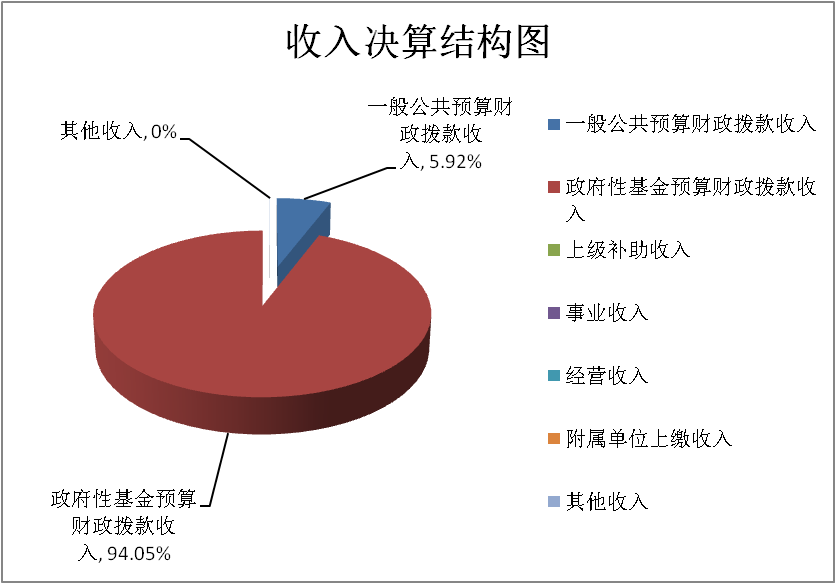 收入决算结构图
其他收入, 0%
一般公共预算财
政拨款收
入, 5.92%
政府性基金预算
财政拨款收
入, 94.05%
一般公共预算财政拨款收入
政府性基金预算财政拨款收
入
上级补助收入
事业收入
经营收入
附属单位上缴收入
其他收入